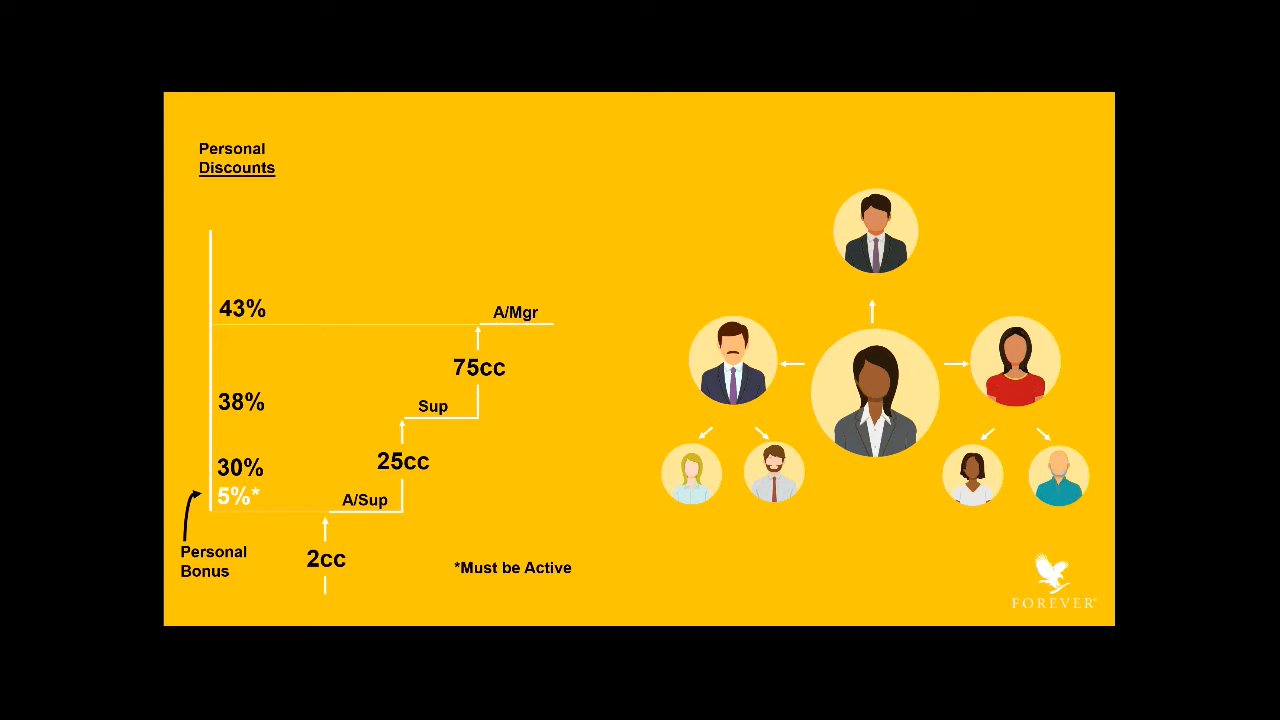 Personal
Discounts
43%
A/Mgr
75cc
38%
Sup
30%
25cc
5%*
A/Sup
Personal
Bonus
2cc
*Must be Active
FOREVER®